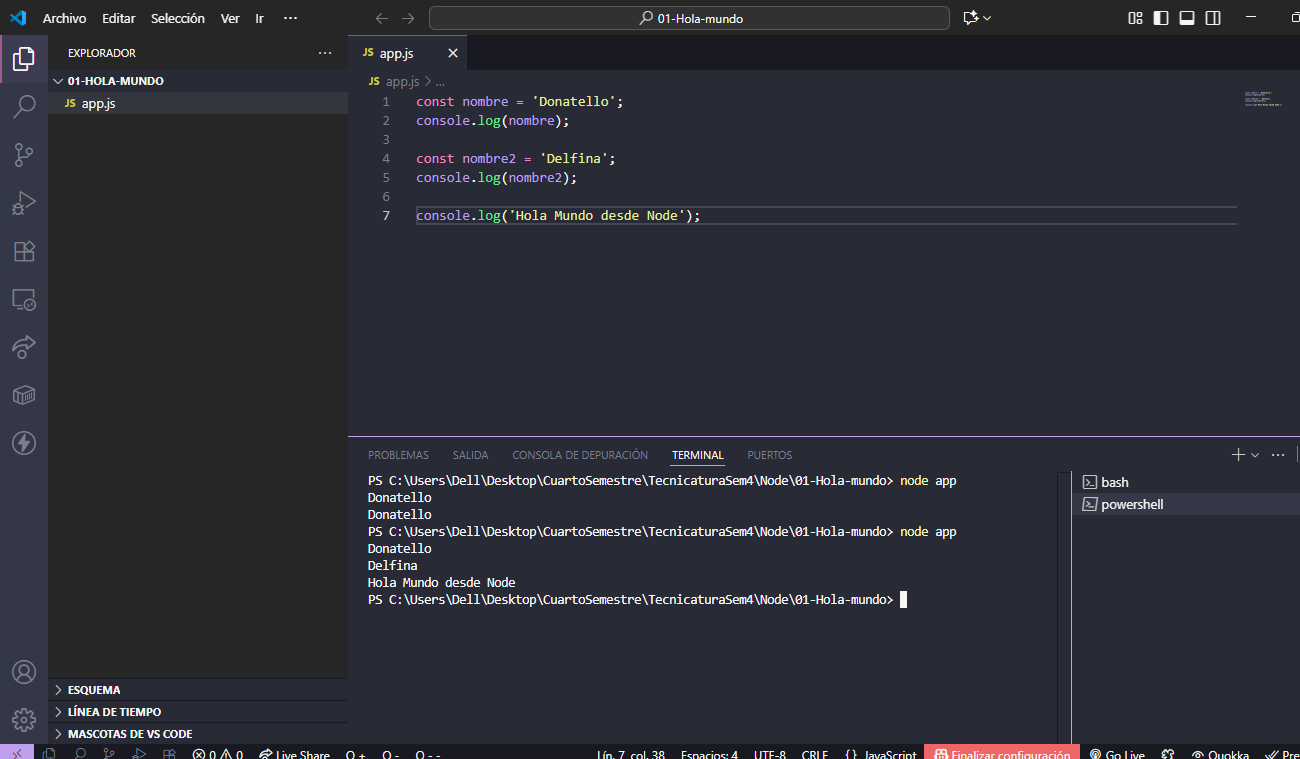 Archivo Editar Selección Ver Ir ···
01-Hola-mundo
EXPLORADOR ···
01-HOLA-MUNDO
JS app.js
ESQUEMA
LÍNEA DE TIEMPO
MASCOTAS DE VS CODE
JS app.js
JS app.js > ...
1 const nombre = 'Donatello';
2 console.log(nombre);
3
4 const nombre2 = 'Delfina';
5 console.log(nombre2);
6
7 console.log('Hola Mundo desde Node');
PROBLEMAS SALIDA CONSOLA DE DEPURACIÓN TERMINAL PUERTOS
PS C:\Users\Dell\Desktop\CuartoSemestre\TecnicaturaSem4\Node\01-Hola-mundo> node app
Donatello
Donatello
PS C:\Users\Dell\Desktop\CuartoSemestre\TecnicaturaSem4\Node\01-Hola-mundo> node app
Donatello
Delfina
Hola Mundo desde Node
PS C:\Users\Dell\Desktop\CuartoSemestre\TecnicaturaSem4\Node\01-Hola-mundo>
bash
powershell
0 0 Live Share Lín. 7, col. 38 Espacios: 4 UTF-8 CRLF {} JavaScript Finalizar configuración Go Live Quokka Pre